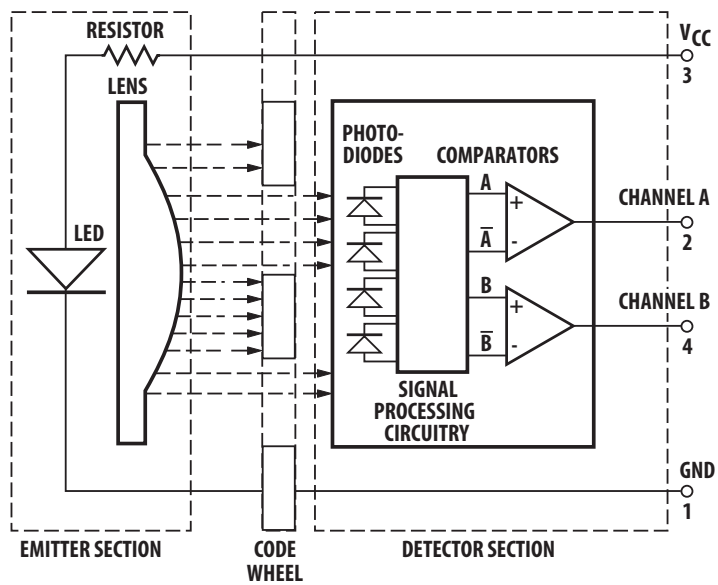 RESISTOR
VCC
3
LENS
PHOTO-
DIODES
COMPARATORS
A
+
CHANNEL A
2
LED
A̅
-
B
+
CHANNEL B
4
B̅
-
SIGNAL
PROCESSING
CIRCUITRY
GND
1
EMITTER SECTION
CODE
WHEEL
DETECTOR SECTION